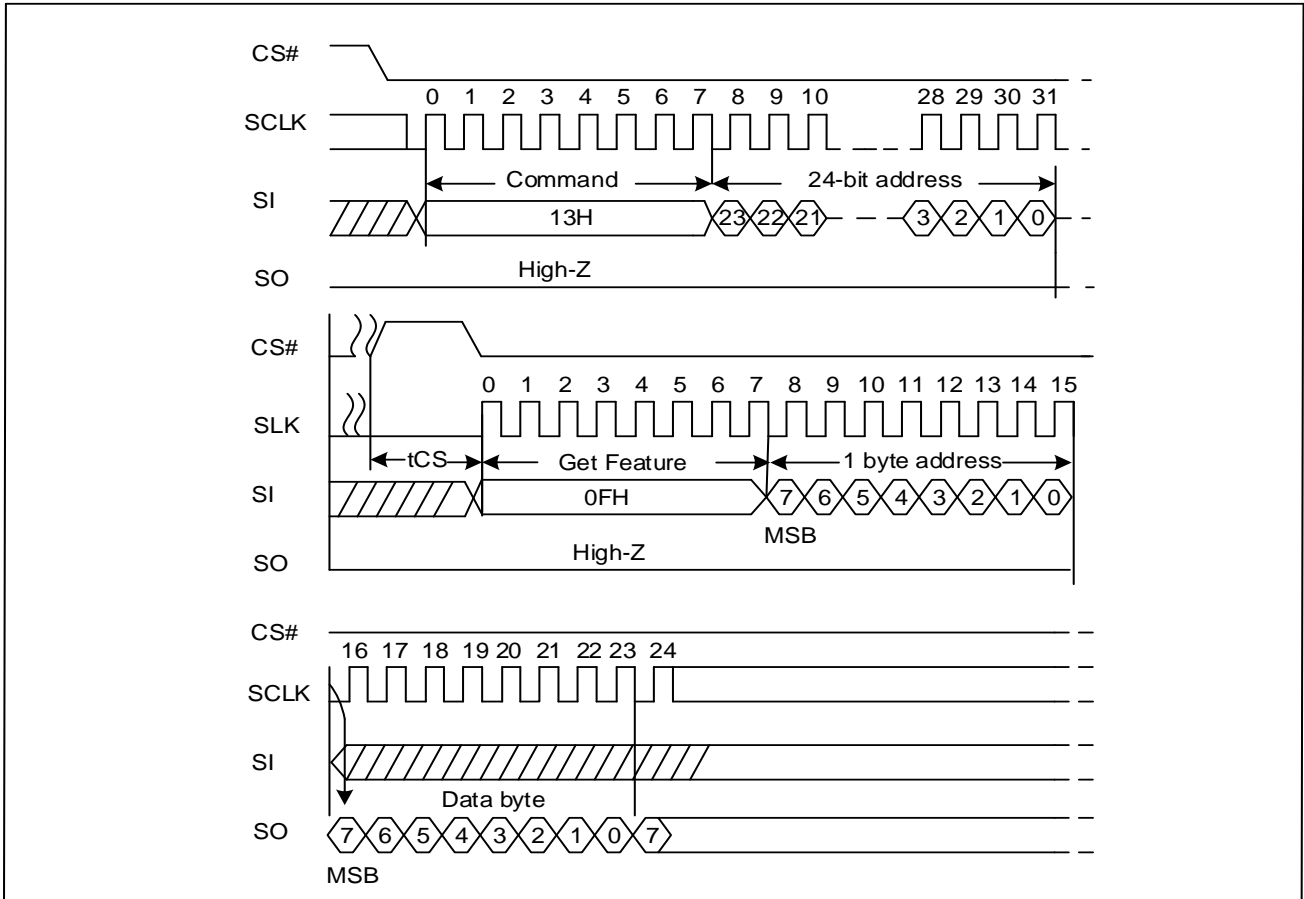 CS#
0 1 2 3 4 5 6 7 8 9 10 28 29 30 31
SCLK
Command 24-bit address
SI
13H 23 22 21 3 2 1 0
High-Z
SO
CS#
0 1 2 3 4 5 6 7 8 9 10 11 12 13 14 15
SLK
tCS Get Feature 1 byte address
SI
0FH 7 6 5 4 3 2 1 0
MSB
High-Z
SO
CS#
16 17 18 19 20 21 22 23 24
SCLK
SI
Data byte
SO 7 6 5 4 3 2 1 0 7
MSB